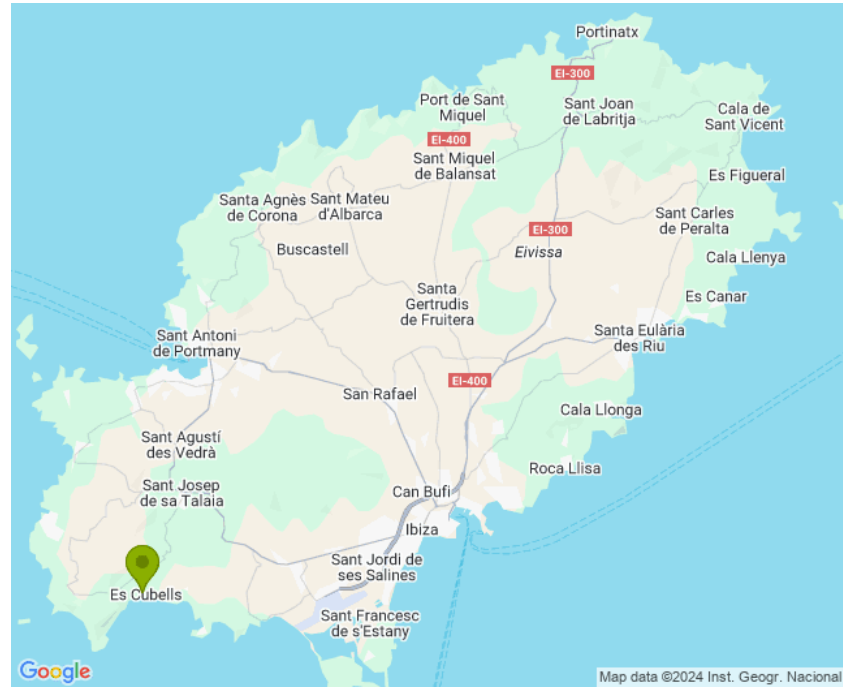 Portinatx
EI-300
Port de Sant
Miquel
Sant Joan
de Labritja
Cala de
Sant Vicent
EI-400
Sant Miquel
de Balansat
Es Figueral
Santa Agnès
de Corona
Sant Mateu
d'Albarca
Sant Carles
de Peralta
EI-300
Buscastell
Eivissa
Cala Llenya
Santa
Gertrudis
de Fruitera
Es Canar
Sant Antoni
de Portmany
Santa Eulària
des Riu
EI-400
San Rafael
Cala Llonga
Sant Agustí
des Vedrà
Roca Llisa
Sant Josep
de sa Talaia
Can Bufí
Ibiza
Sant Jordi de
ses Salines
Es Cubells
Sant Francesc
de s'Estany
Google
Map data ©2024 Inst. Geogr. Nacional